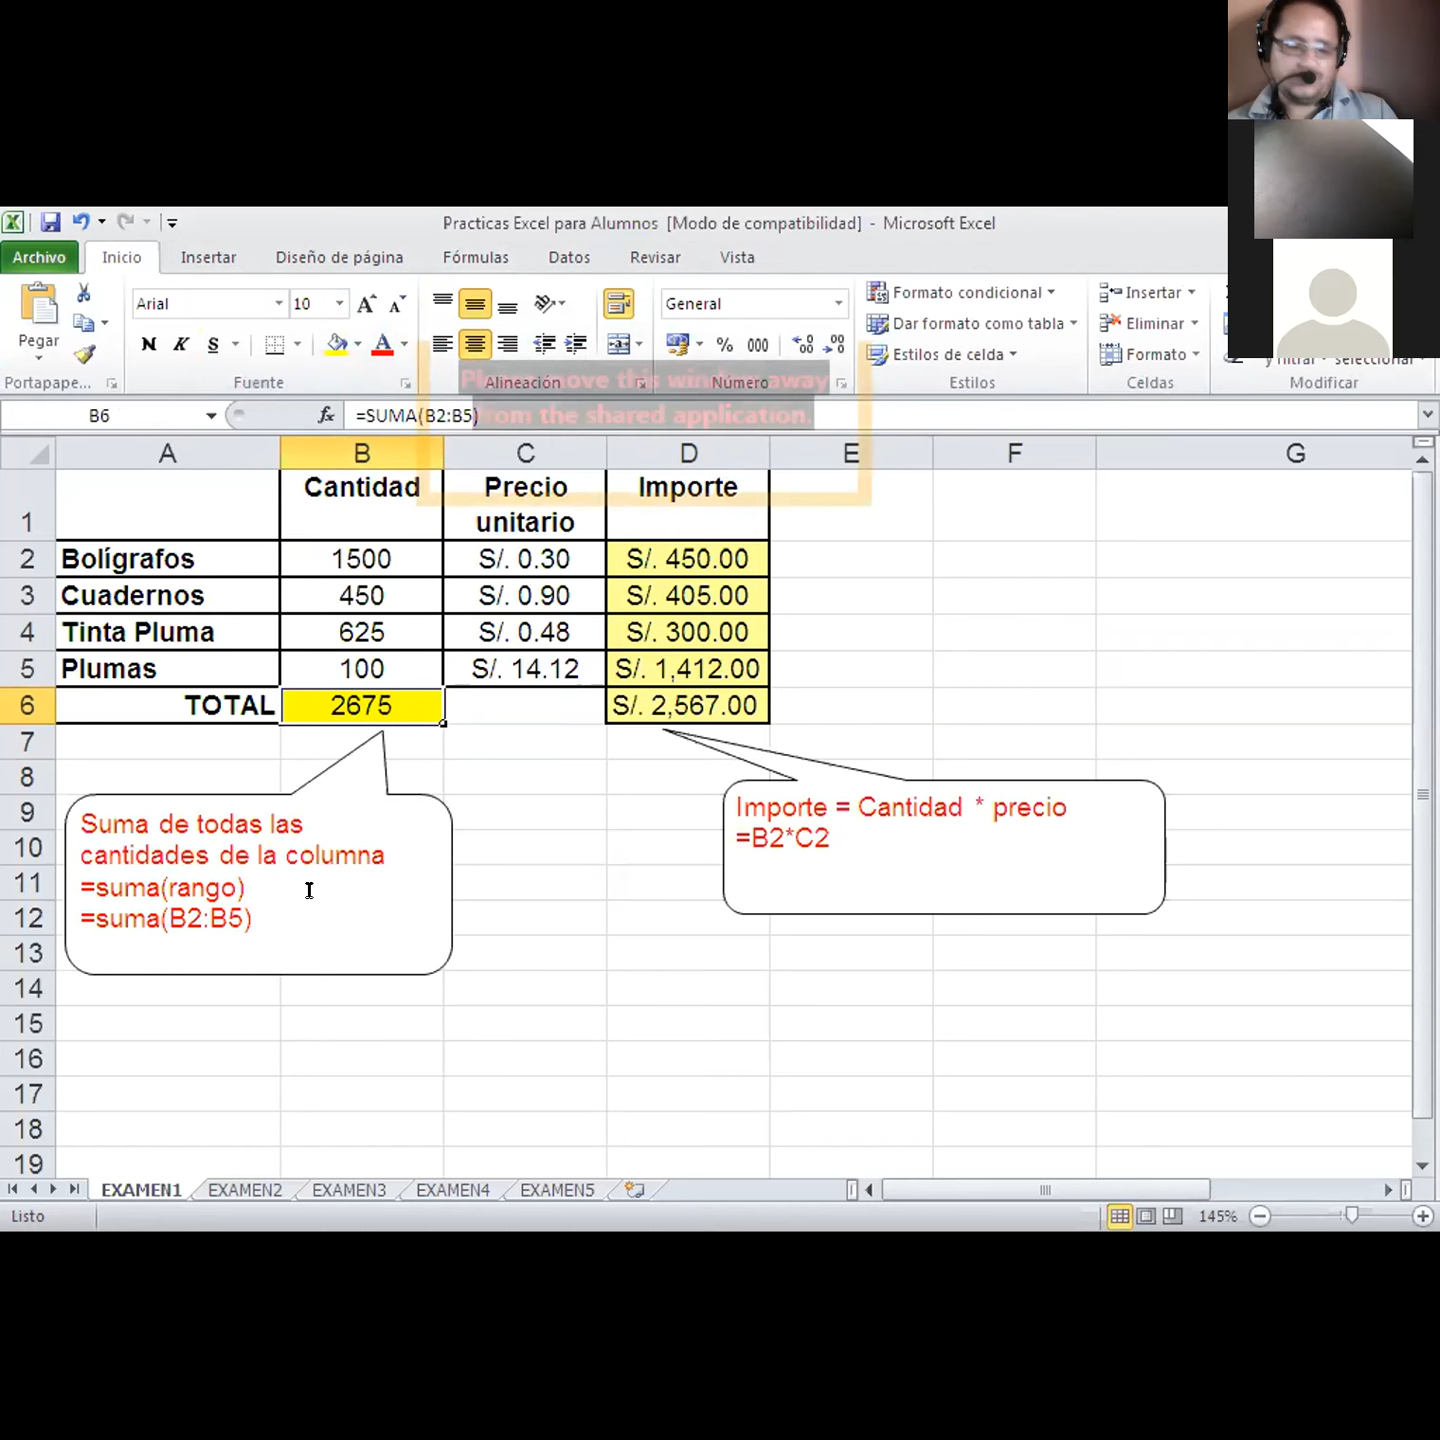 Practicas Excel para Alumnos [Modo de compatibilidad] - Microsoft Excel
Archivo Inicio Insertar Diseño de página Fórmulas Datos Revisar Vista
Arial 10 General Formato condicional Insertar
Dar formato como tabla Eliminar
Pegar N K S % 000 Estilos de celda Formato
Portapape... Fuente Alineación Número Estilos Celdas Modificar
move this window away
from the shared application.
B6 fx =SUMA(B2:B5)
A B C D E F G
1 Cantidad Precio unitario Importe
2 Bolígrafos 1500 S/. 0.30 S/. 450.00
3 Cuadernos 450 S/. 0.90 S/. 405.00
4 Tinta Pluma 625 S/. 0.48 S/. 300.00
5 Plumas 100 S/. 14.12 S/. 1,412.00
6 TOTAL 2675 S/. 2,567.00
7
8
9
10
11
12
13
14
15
16
17
18
19
Suma de todas las
cantidades de la columna
=suma(rango)
=suma(B2:B5)
Importe = Cantidad * precio
=B2*C2
EXAMEN1 EXAMEN2 EXAMEN3 EXAMEN4 EXAMEN5
Listo 145%